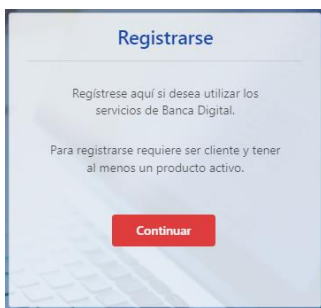 Registrarse
Regístrese aquí si desea utilizar los
servicios de Banca Digital.
Para registrarse requiere ser cliente y tener
al menos un producto activo.
Continuar